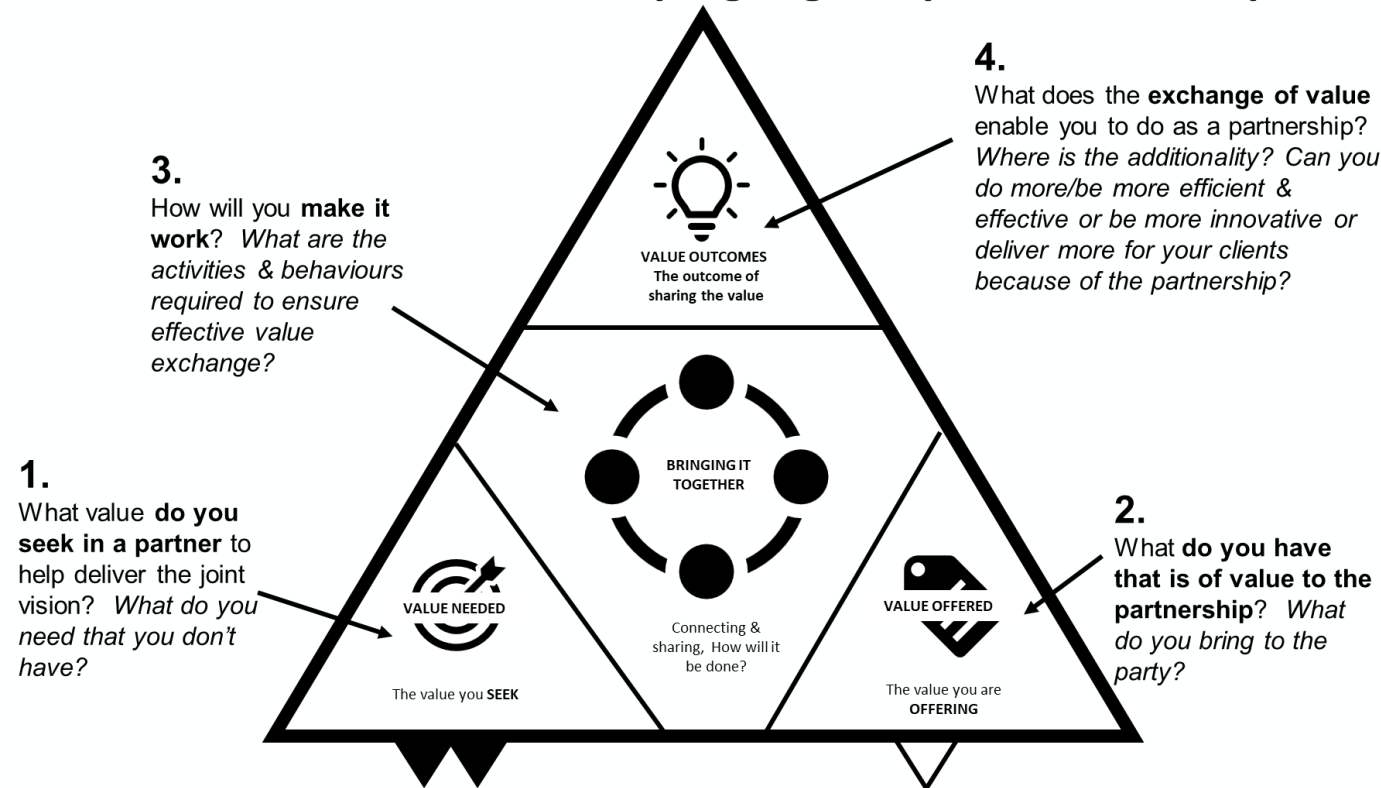 4.
What does the exchange of value
enable you to do as a partnership?
Where is the additionality? Can you
do more/be more efficient &
effective or be more innovative or
deliver more for your clients
because of the partnership?
3.
How will you make it
work? What are the
activities & behaviours
required to ensure
effective value
exchange?
VALUE OUTCOMES
The outcome of
sharing the value
BRINGING IT
TOGETHER
Connecting &
sharing, How will it
be done?
1.
What value do you
seek in a partner to
help deliver the joint
vision? What do you
need that you don’t
have?
VALUE NEEDED
The value you SEEK
2.
What do you have
that is of value to the
partnership? What
do you bring to the
party?
VALUE OFFERED
The value you are
OFFERING